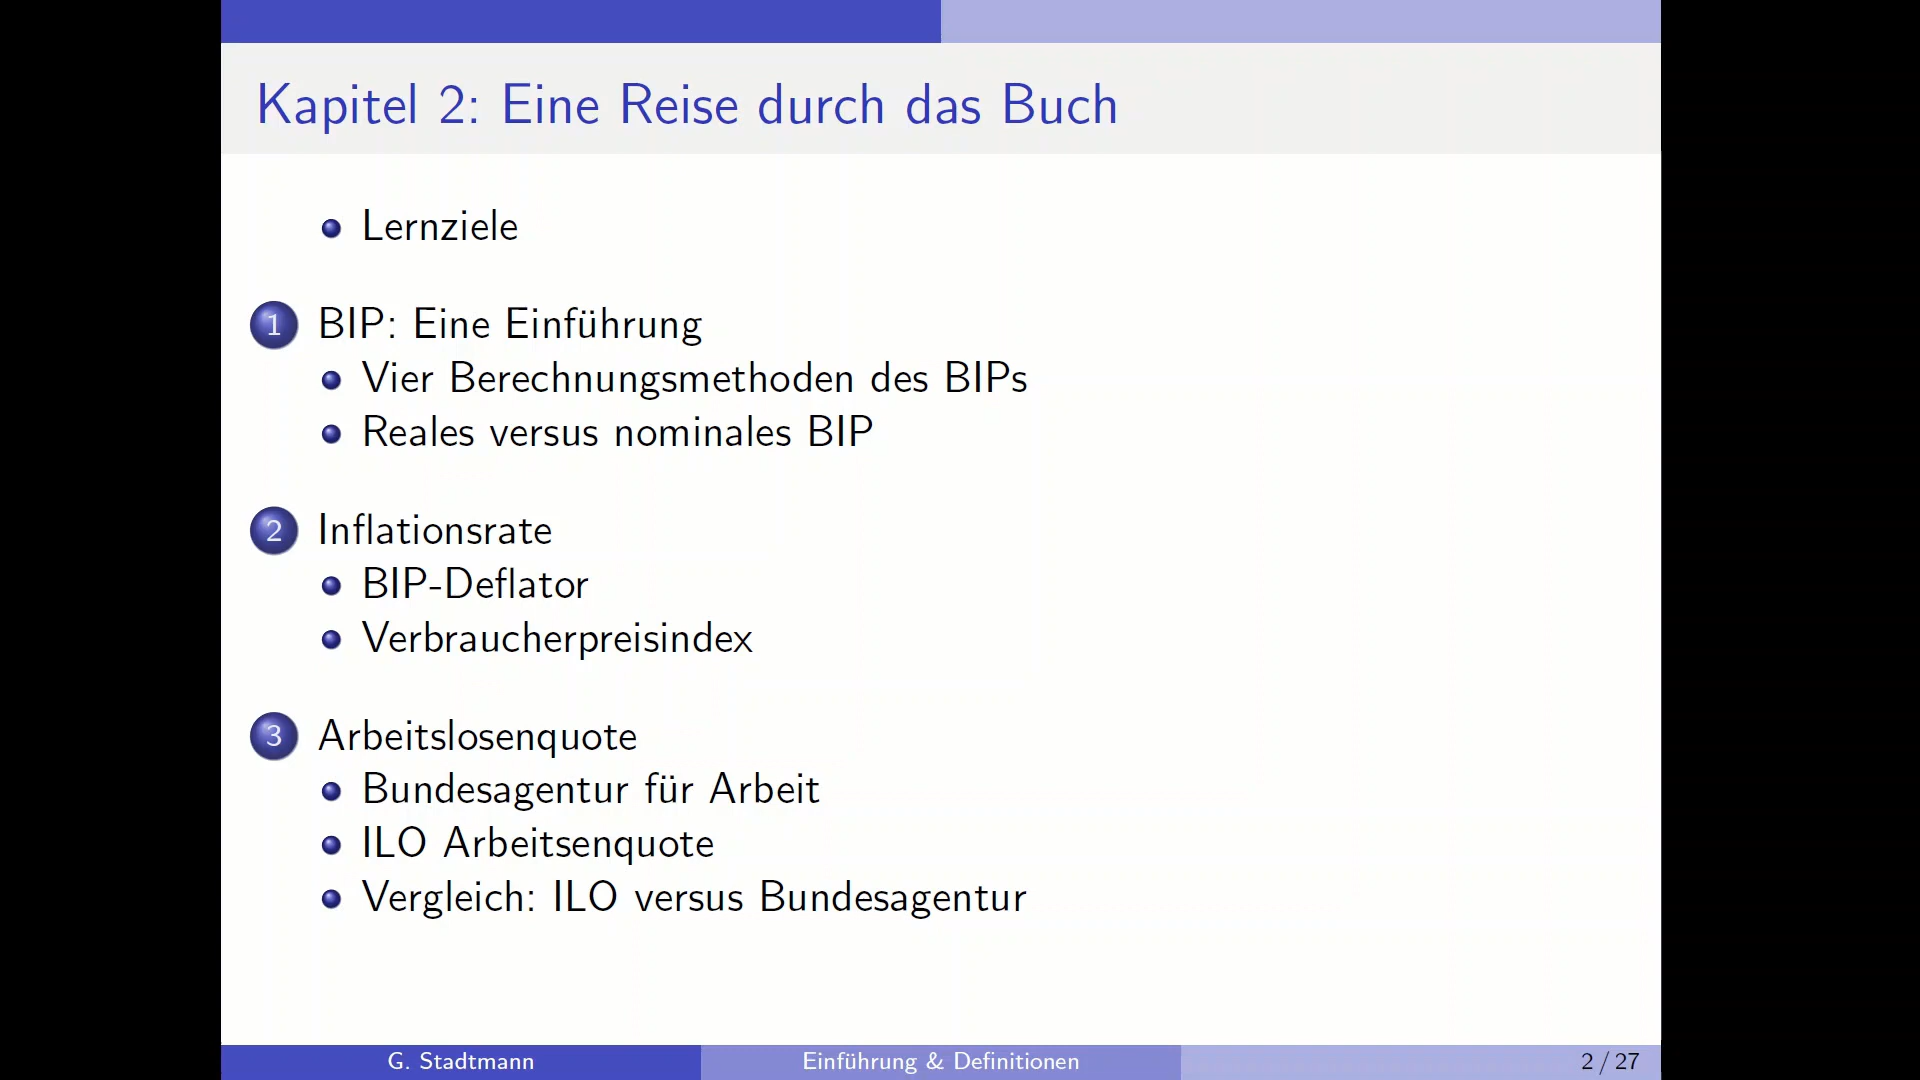 Kapitel 2: Eine Reise durch das Buch
Lernziele
1 BIP: Eine Einführung
Vier Berechnungsmethoden des BIPs
Reales versus nominales BIP
2 Inflationsrate
BIP-Deflator
Verbraucherpreisindex
3 Arbeitslosenquote
Bundesagentur für Arbeit
ILO Arbeitsenquote
Vergleich: ILO versus Bundesagentur
G. Stadtmann Einführung & Definitionen 2 / 27